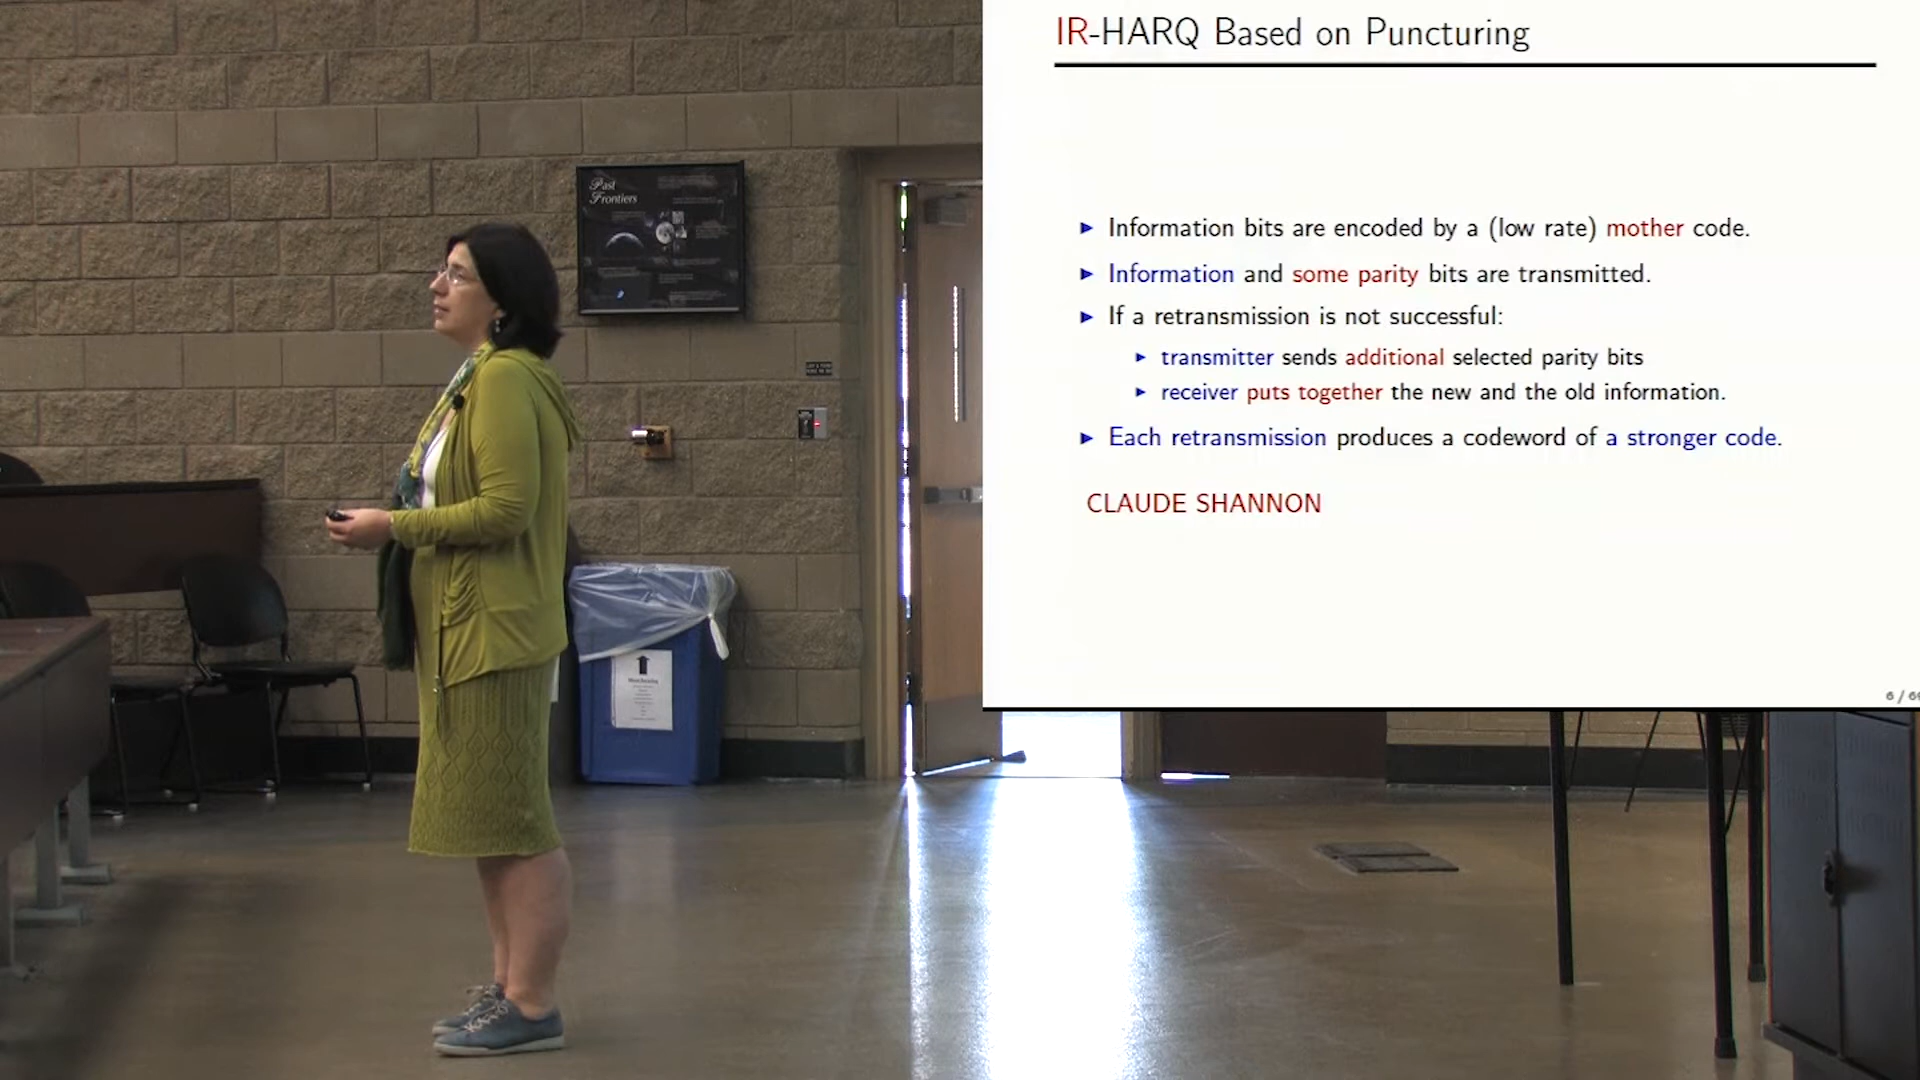 IR-HARQ Based on Puncturing
Information bits are encoded by a (low rate) mother code.
Information and some parity bits are transmitted.
If a retransmission is not successful:
transmitter sends additional selected parity bits
receiver puts together the new and the old information.
Each retransmission produces a codeword of a stronger code.
CLAUDE SHANNON
6 / 69
Past
Frontiers